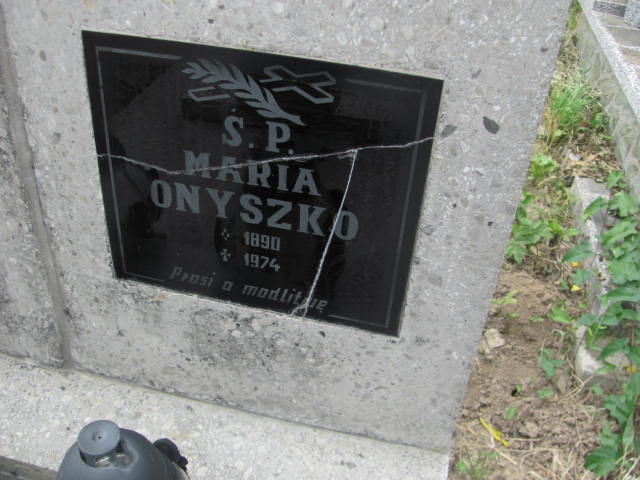 Ś. P.
MARIA
ONYSZKO
* 1890
✝ 1974
Prosi o modlitwę